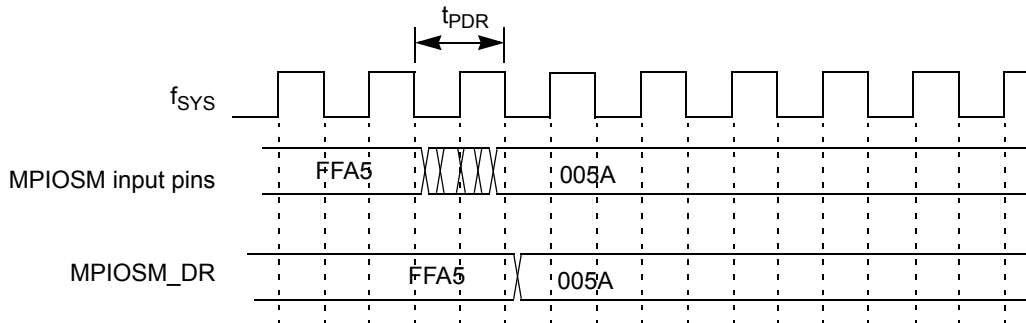 tPDR
fSYS
MPIOSM input pins FFA5 005A
MPIOSM_DR FFA5 005A